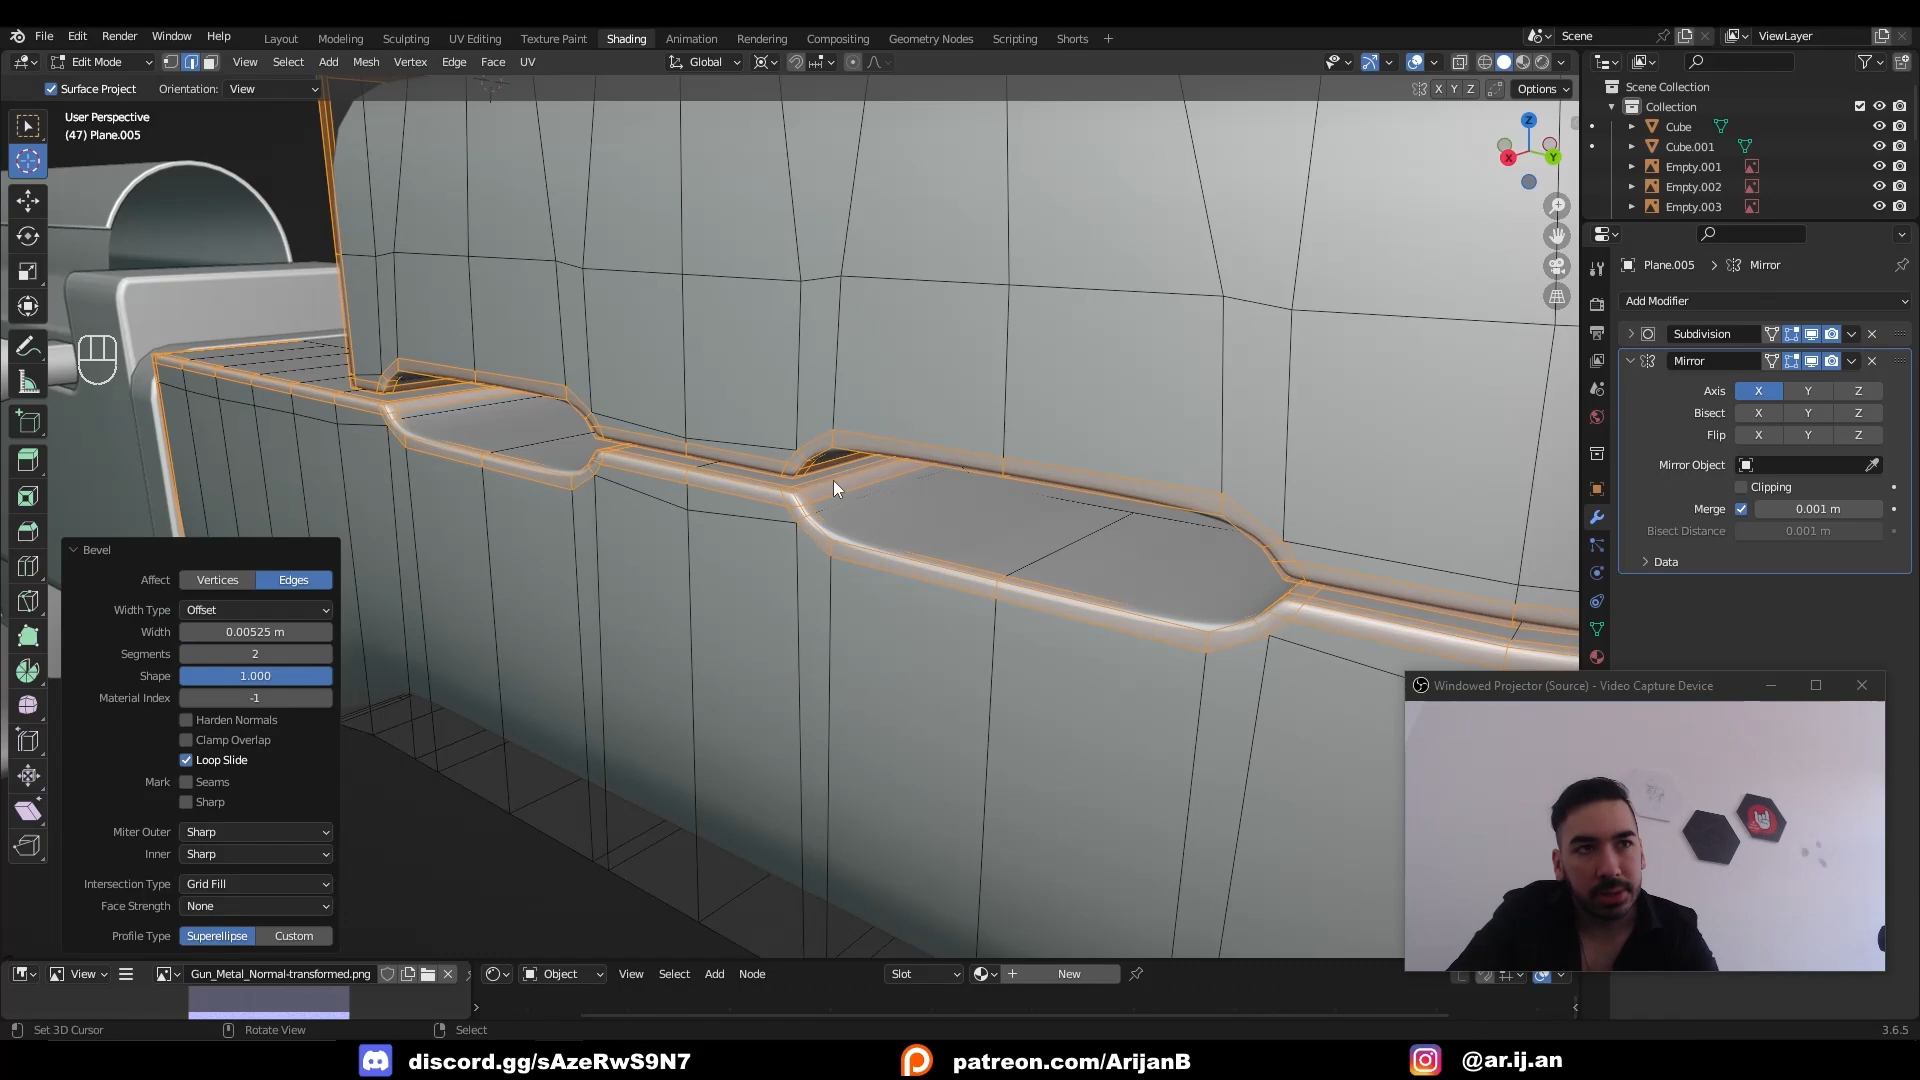 File Edit Render Window Help
Layout Modeling Sculpting UV Editing Texture Paint Shading Animation Rendering Compositing Geometry Nodes Scripting Shorts +
Scene ViewLayer
Edit Mode View Select Add Mesh Vertex Edge Face UV Global
Surface Project Orientation: View
X Y Z Options
User Perspective
(47) Plane.005
Z
X
Y
Scene Collection
Collection
Cube
Cube.001
Empty.001
Empty.002
Empty.003
Plane.005 > Mirror
Add Modifier
Subdivision
Mirror
Axis X Y Z
Bisect X Y Z
Flip X Y Z
Mirror Object
Clipping
Merge 0.001 m
Bisect Distance 0.001 m
Data
Bevel
Affect Vertices Edges
Width Type Offset
Width 0.00525 m
Segments 2
Shape 1.000
Material Index -1
Harden Normals
Clamp Overlap
Loop Slide
Mark Seams
Sharp
Miter Outer Sharp
Inner Sharp
Intersection Type Grid Fill
Face Strength None
Profile Type Superellipse Custom
Windowed Projector (Source) - Video Capture Device
View Gun_Metal_Normal-transformed.png
Object View Select Add Node Slot New
Set 3D Cursor Rotate View Select
3.6.5
discord.gg/sAzeRwS9N7 patreon.com/ArijanB @ar.ij.an